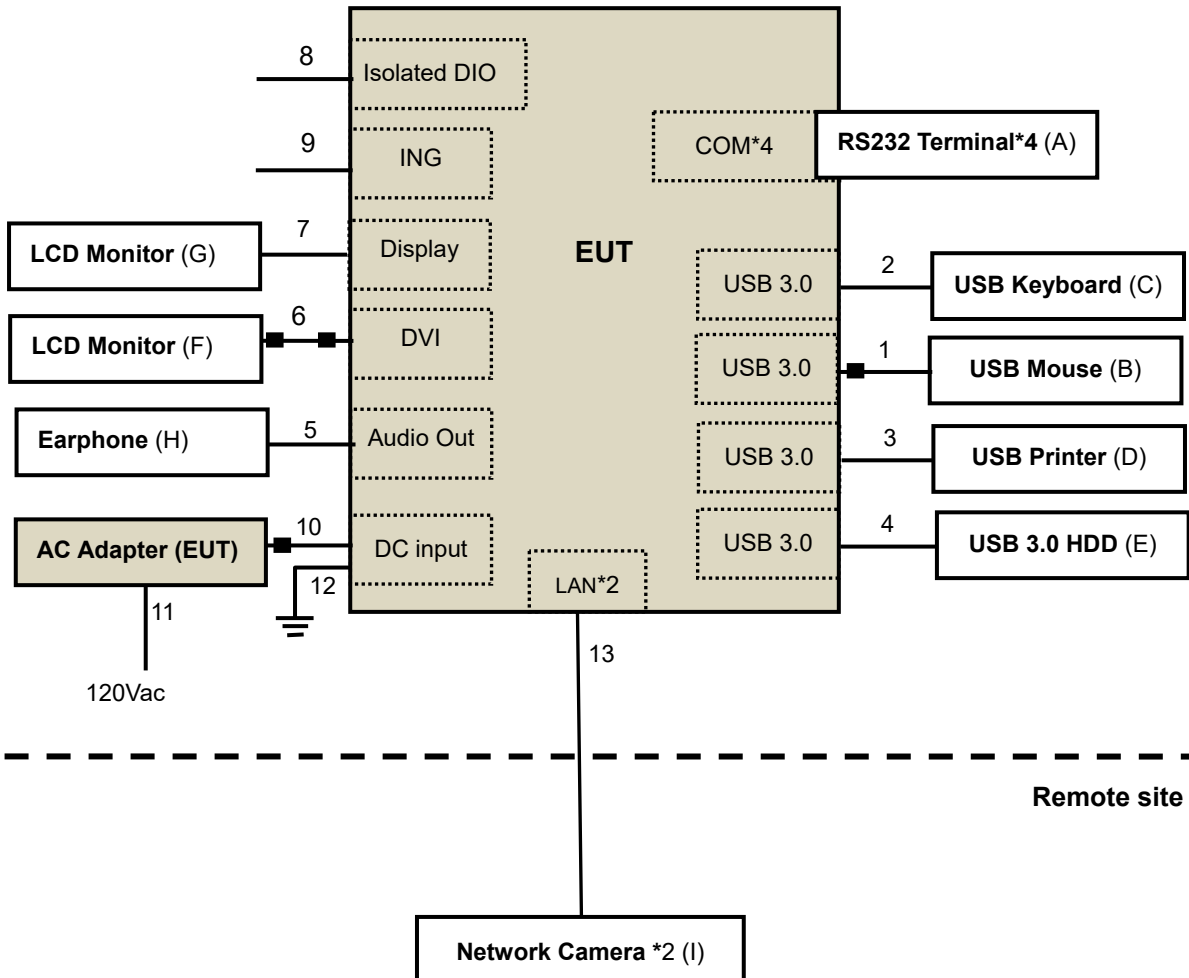 8
Isolated DIO
9
ING
COM*4
RS232 Terminal*4 (A)
LCD Monitor (G)
7
Display
EUT
USB 3.0
2
USB Keyboard (C)
LCD Monitor (F)
6
DVI
USB 3.0
1
USB Mouse (B)
Earphone (H)
5
Audio Out
USB 3.0
3
USB Printer (D)
AC Adapter (EUT)
10
DC input
12
USB 3.0
4
USB 3.0 HDD (E)
LAN*2
11
13
120Vac
Remote site
Network Camera *2 (I)